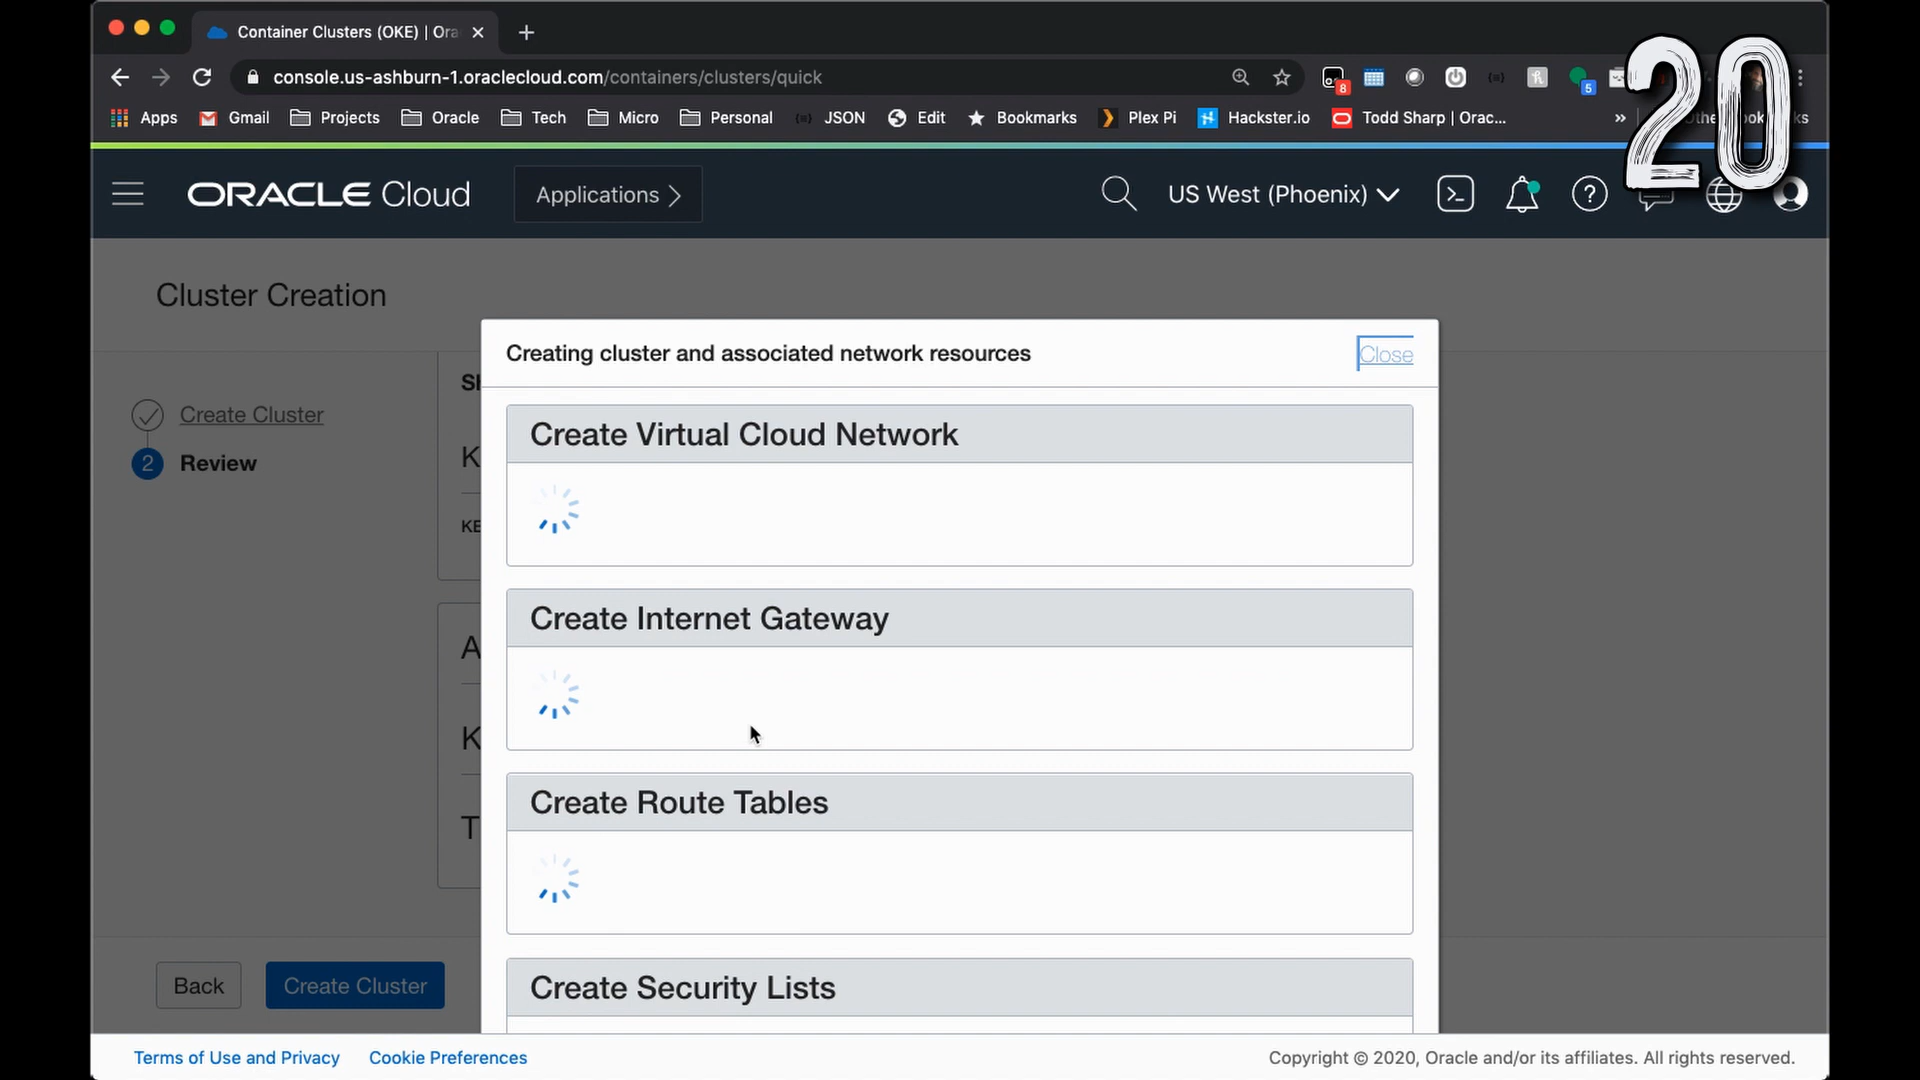 Container Clusters (OKE) | Ora
20
console.us-ashburn-1.oraclecloud.com/containers/clusters/quick
8
5
Apps Gmail Projects Oracle Tech Micro Personal JSON Edit Bookmarks Plex Pi Hackster.io Todd Sharp | Orac... »
ORACLE Cloud Applications US West (Phoenix)
Cluster Creation
Creating cluster and associated network resources Close
Create Cluster
2 Review
Create Virtual Cloud Network
Create Internet Gateway
Create Route Tables
Create Security Lists
Back Create Cluster
Terms of Use and Privacy Cookie Preferences Copyright © 2020, Oracle and/or its affiliates. All rights reserved.